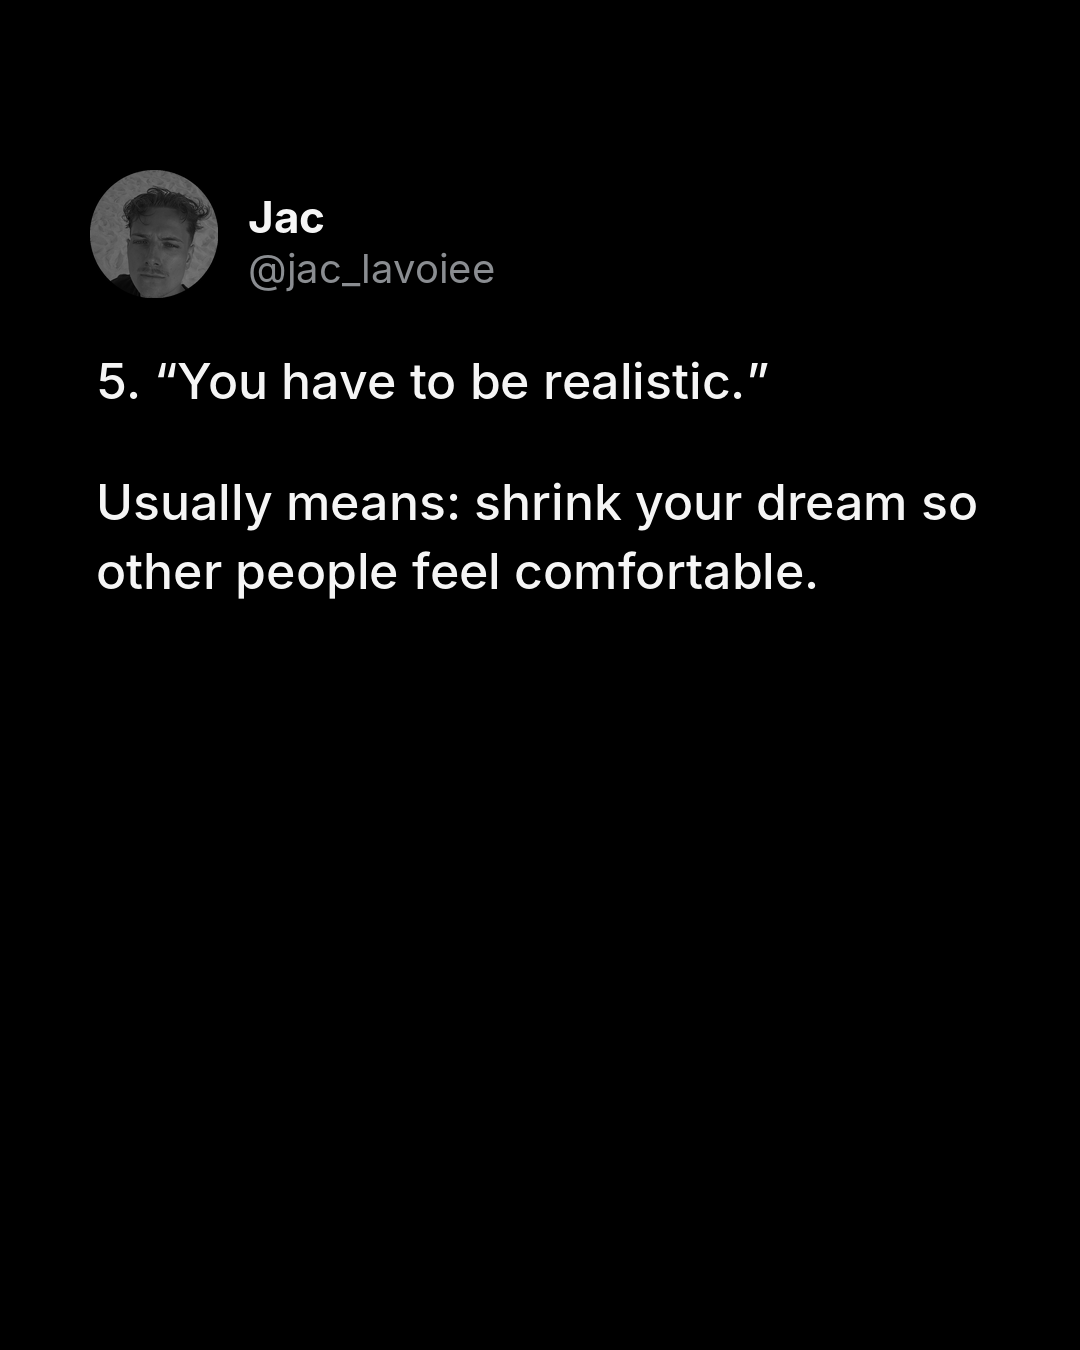 Jac
@jac_lavoiee
5. “You have to be realistic.”
Usually means: shrink your dream so
other people feel comfortable.